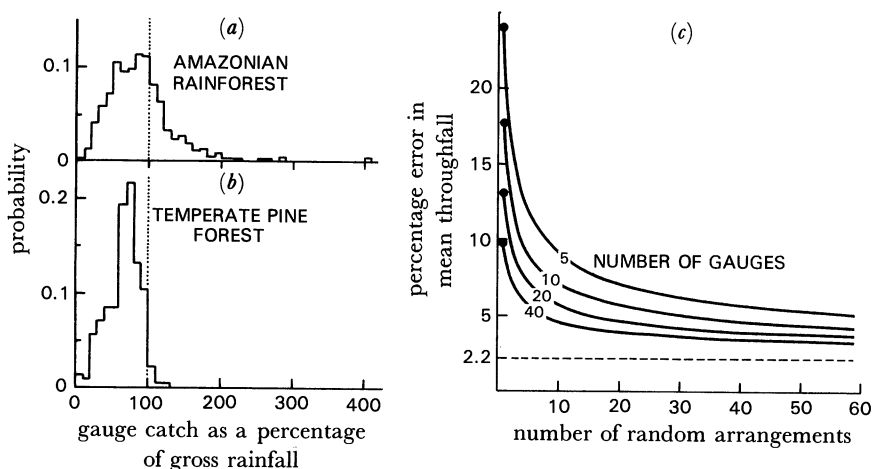 (a)
AMAZONIAN
RAINFOREST
0.1
0
probability
(b)
TEMPERATE PINE
FOREST
0.2
0.1
0
0 100 200 300 400
gauge catch as a percentage
of gross rainfall
(c)
percentage error in
mean throughfall
20
15
10
5
2.2
5 NUMBER OF GAUGES
10
20
40
10 20 30 40 50 60
number of random arrangements